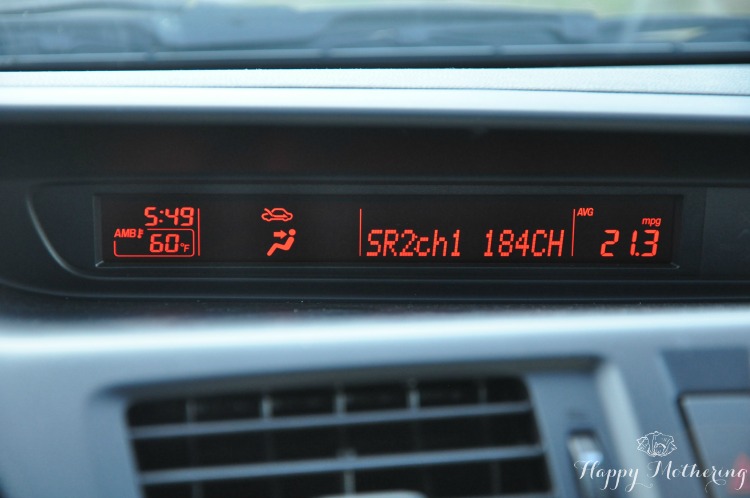 5:49
AMB 60°F
SR2ch1 184CH
AVG
mpg
21.3
Happy Mothering